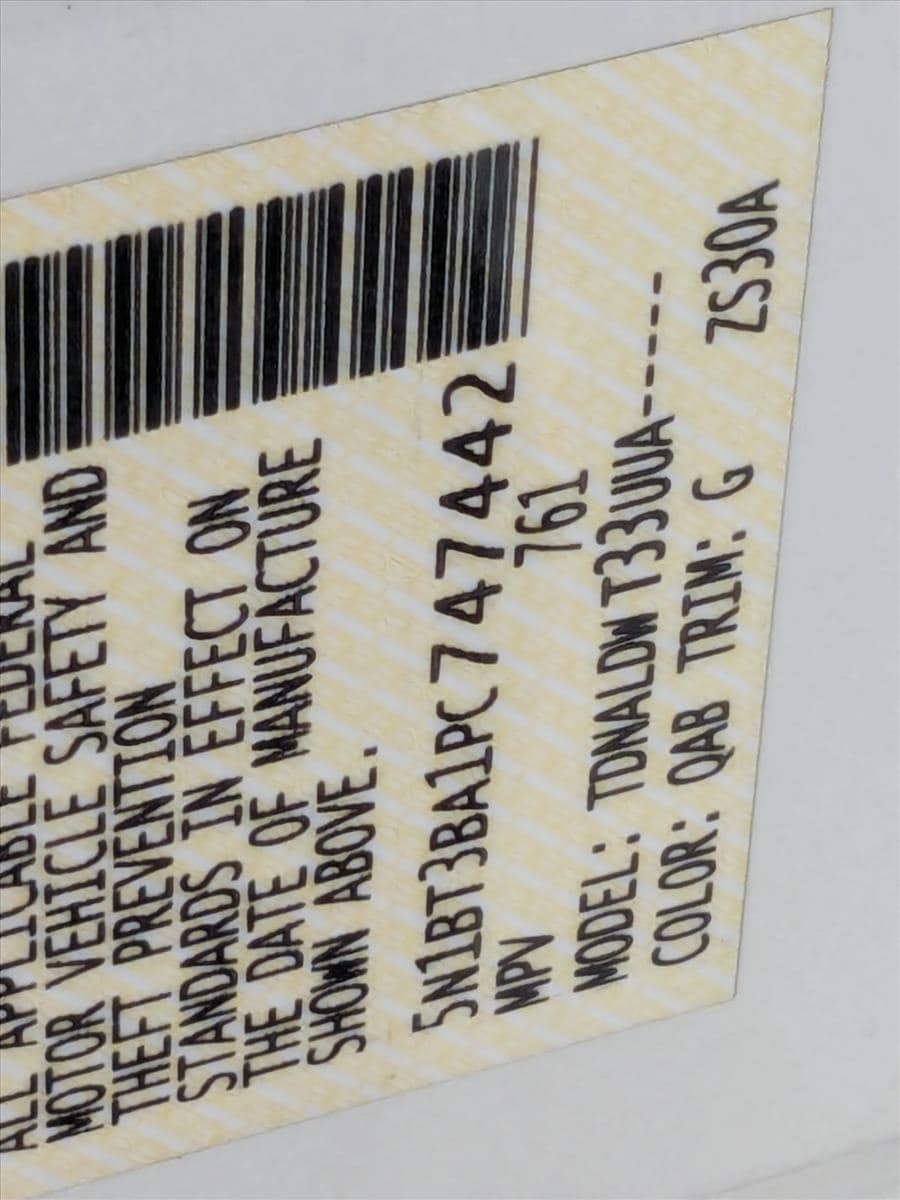 ALL APPLICABLE FEDERAL
MOTOR VEHICLE SAFETY AND
THEFT PREVENTION
STANDARDS IN EFFECT ON
THE DATE OF MANUFACTURE
SHOWN ABOVE.
5N1BT3BA1PC747442
MPV 761
MODEL: TDNALDW T33UUA-----
COLOR: QAB TRIM: G ZS30A